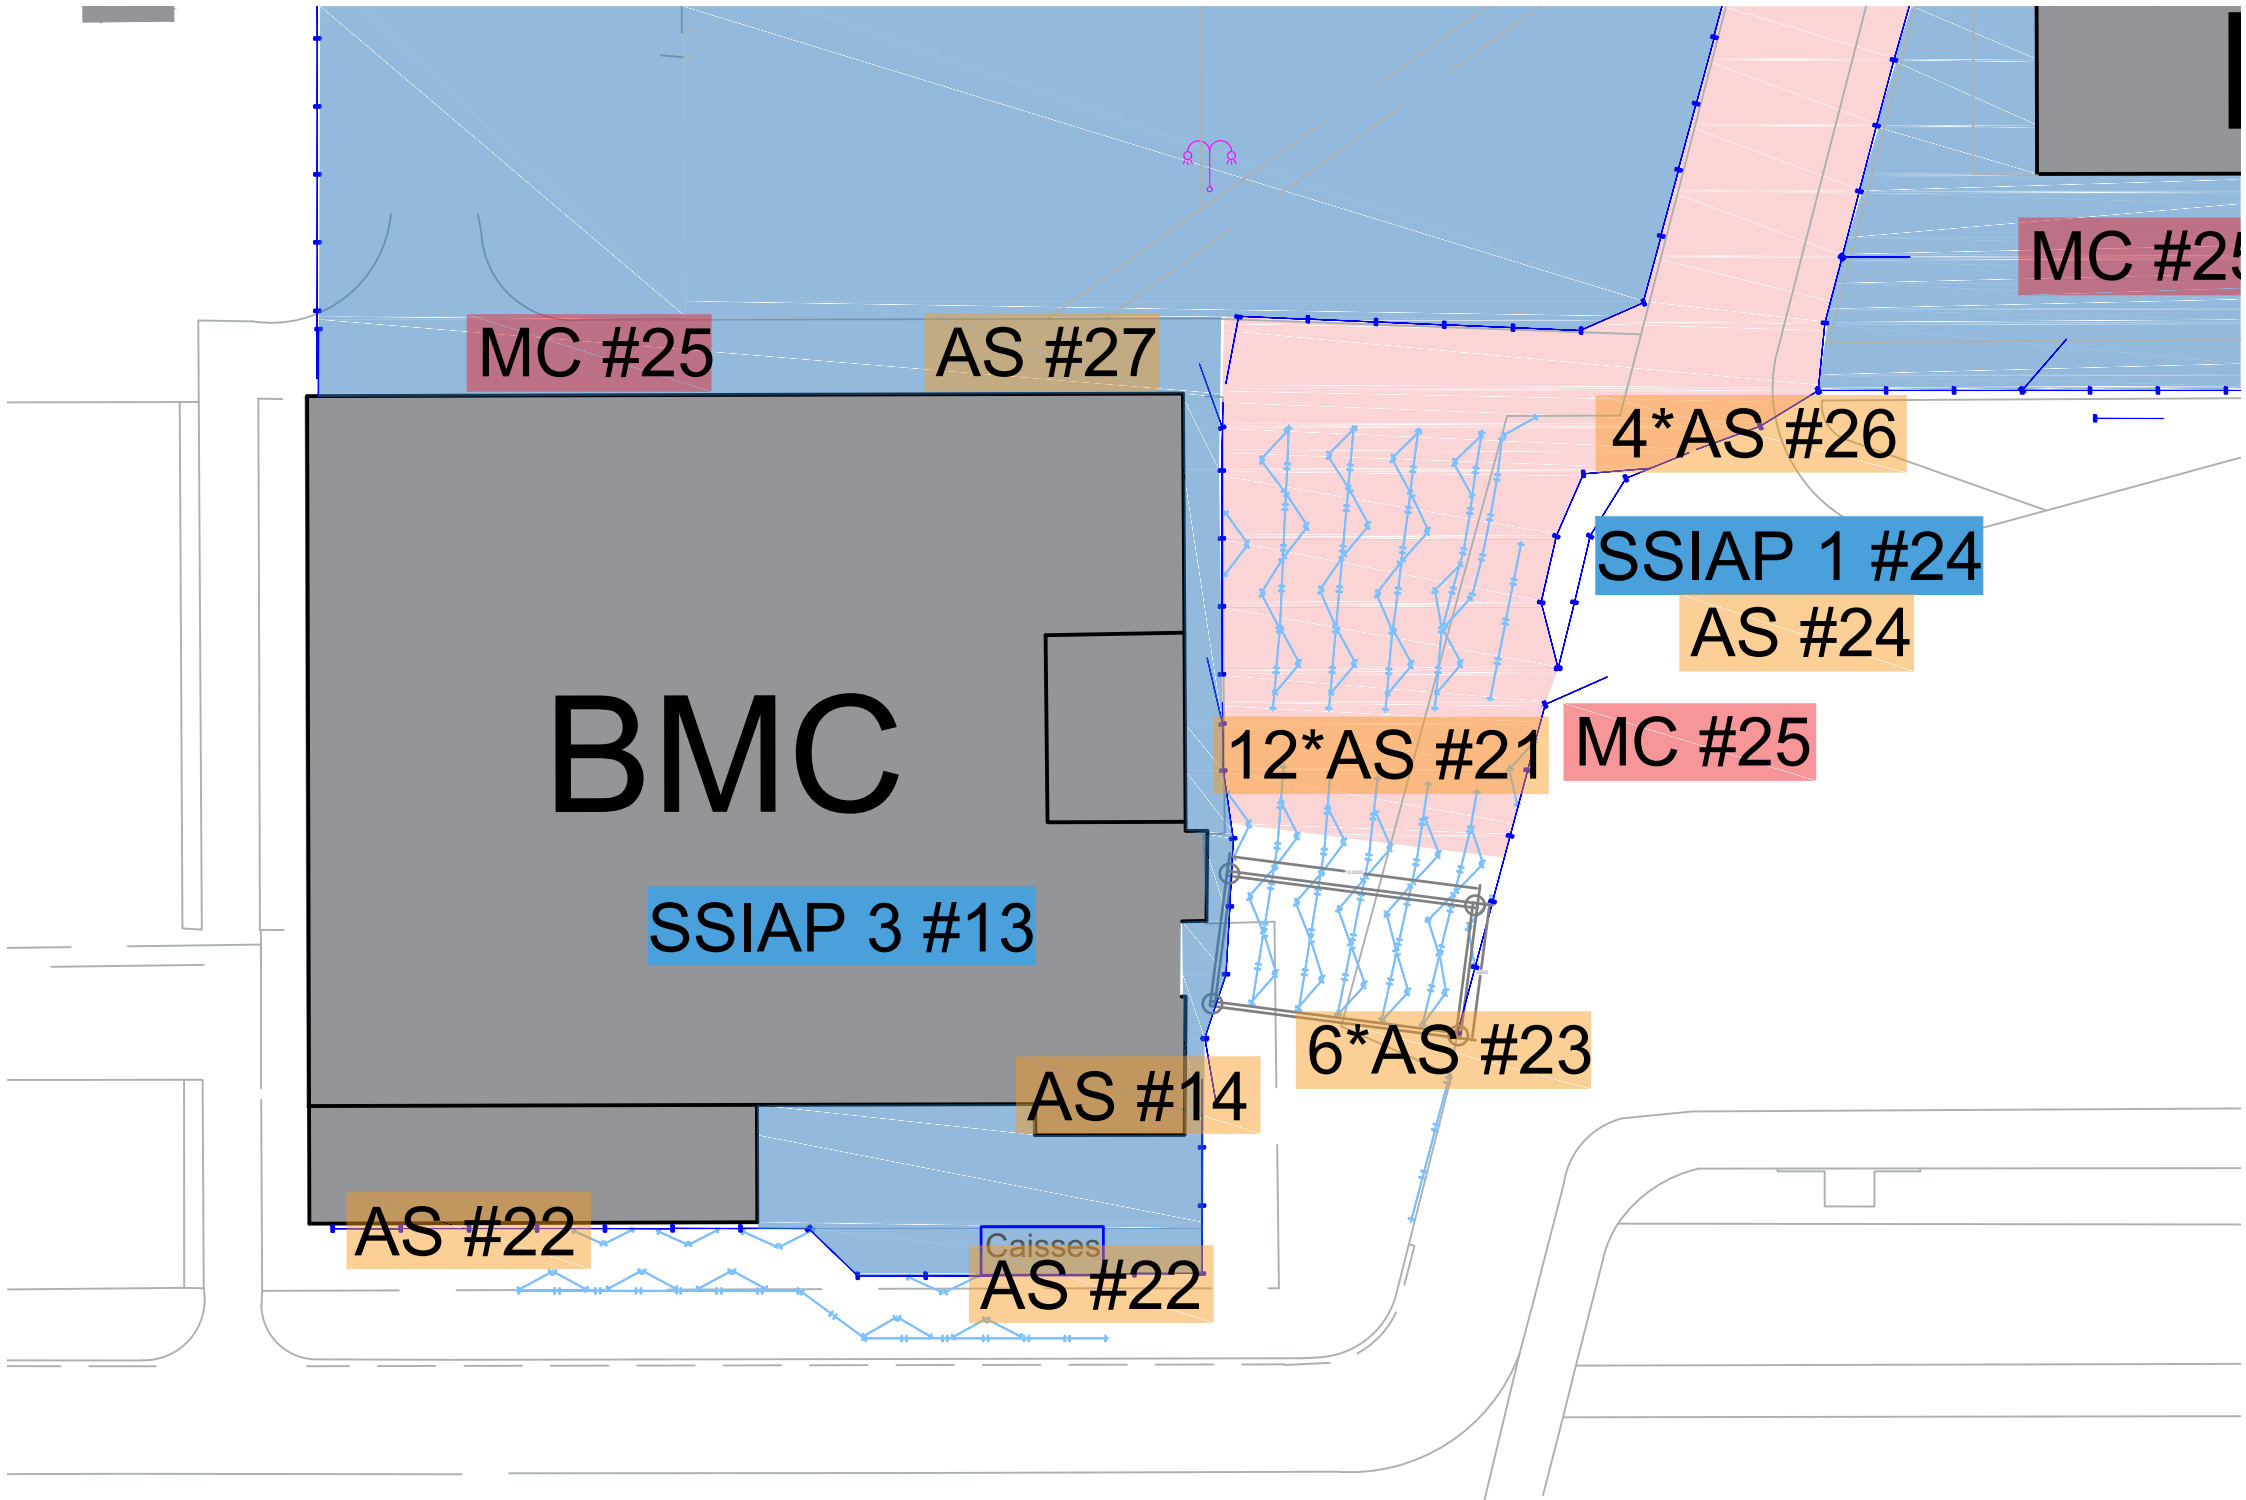 MC #25
MC #25
AS #27
4*AS #26
SSIAP 1 #24
AS #24
BMC
12*AS #21
MC #25
SSIAP 3 #13
6*AS #23
AS #14
AS #22
Caisses
AS #22